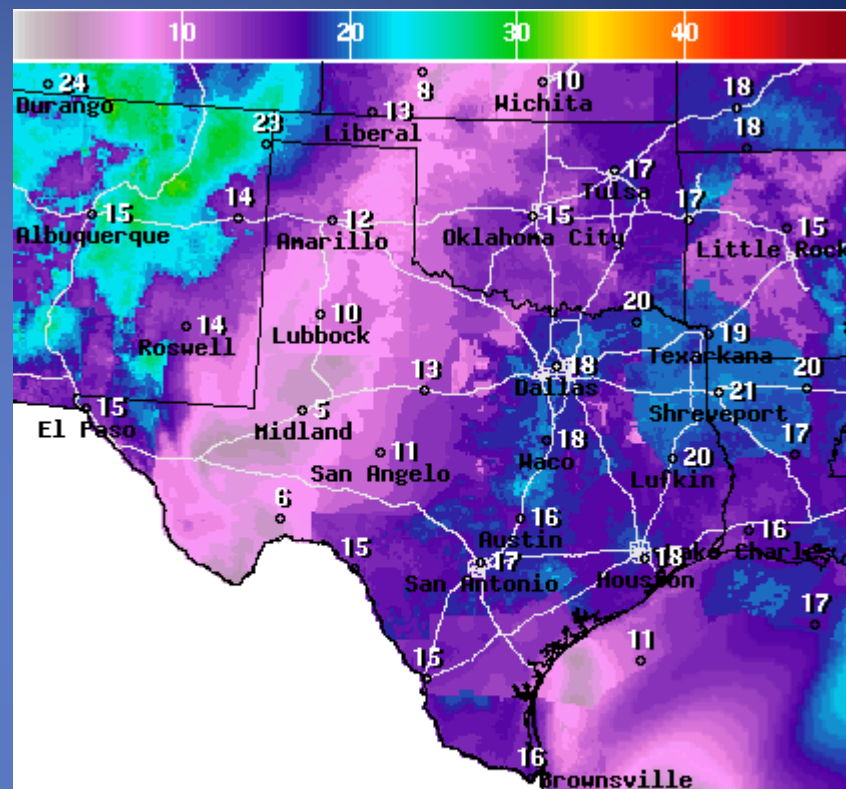 10 20 30 40
24
Durango
8
10
Wichita
13
Liberal
18
18
23
17
Tulsa
15
Albuquerque
14
12
Amarillo
15
Oklahoma City
17
15
Little Rock
14
Roswell
10
Lubbock
20
19
Texarkana
18
Dallas
13
21
Shreveport
20
15
El Paso
5
Midland
11
San Angelo
18
Waco
20
Lufkin
17
6
16
Austin
16
Lake Charles
15
17
San Antonio
18
Houston
17
11
15
16
Brownsville